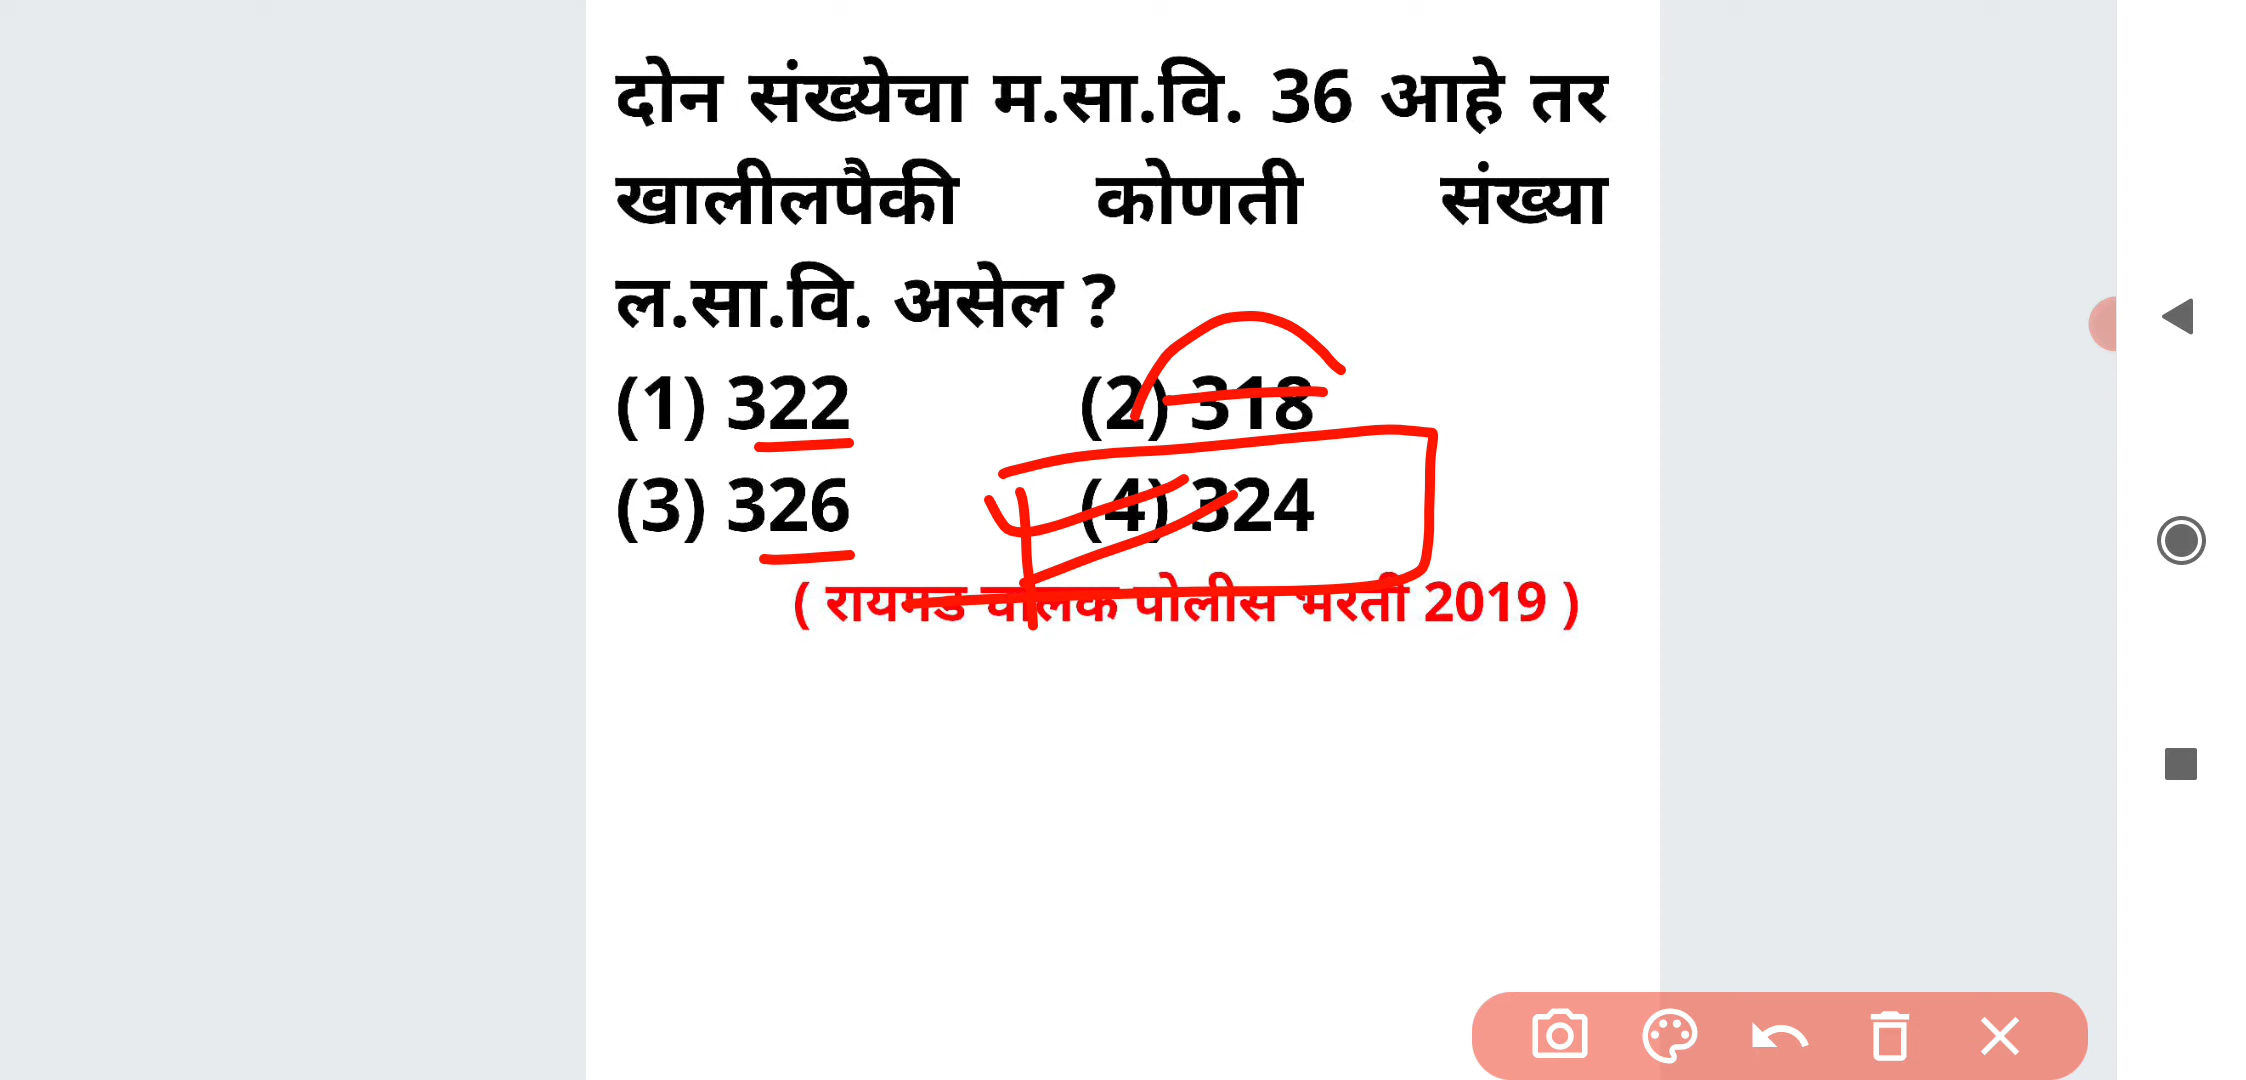 दोन संख्येचा म.सा.वि. 36 आहे तर
खालीलपैकी कोणती संख्या
ल.सा.वि. असेल ?
(1) 322 (2) 318
(3) 326 (4) 324
( रायगड चालक पोलीस भरती 2019 )